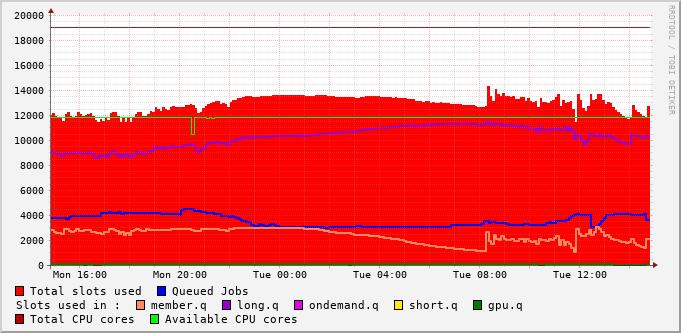 20000
18000
16000
14000
12000
10000
8000
6000
4000
2000
0
Mon 16:00 Mon 20:00 Tue 00:00 Tue 04:00 Tue 08:00 Tue 12:00
RRDTOOL / TOBI OETIKER
Total slots used Queued Jobs
Slots used in : member.q long.q ondemand.q short.q gpu.q
Total CPU cores Available CPU cores